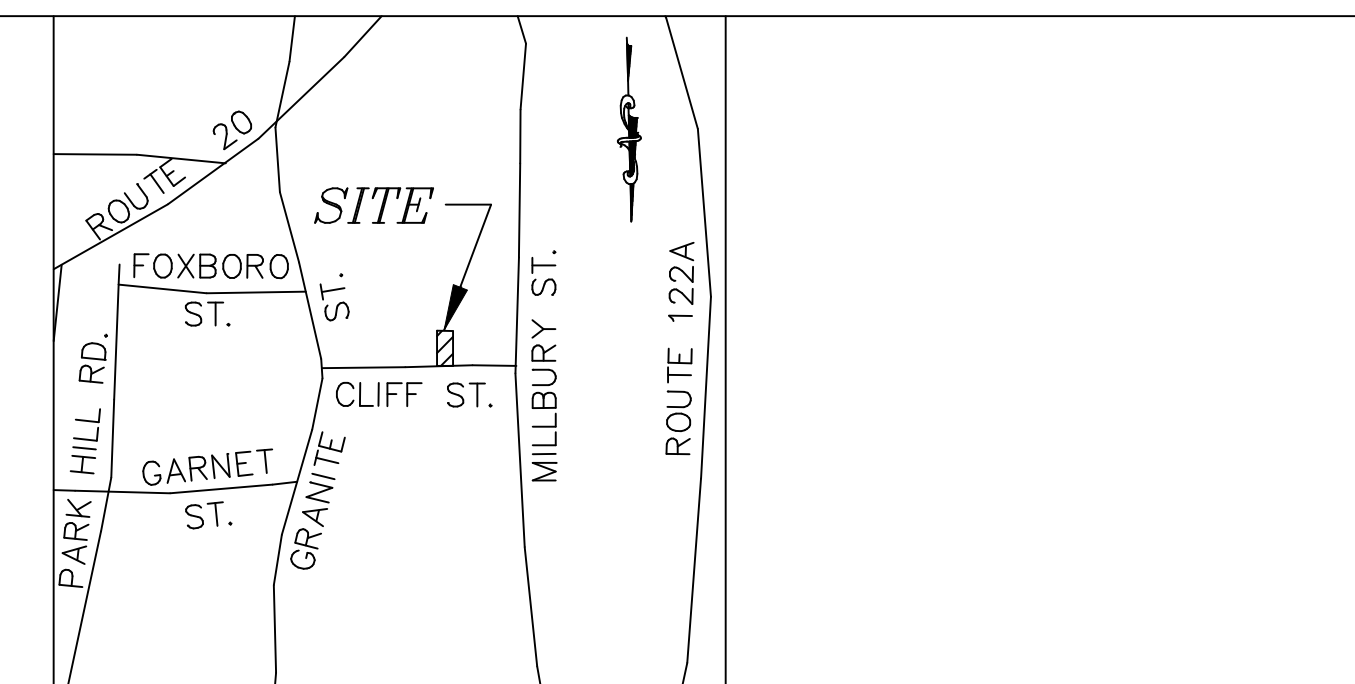 ROUTE 20
SITE
FOXBORO
ST.
GRANITE ST.
MILLBURY ST.
ROUTE 122A
CLIFF ST.
PARK HILL RD.
GARNET
ST.